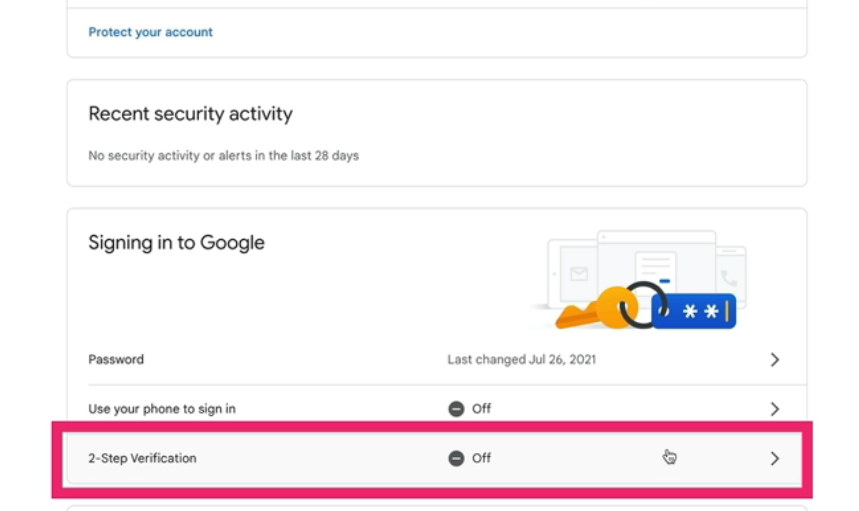 Protect your account
Recent security activity
No security activity or alerts in the last 28 days
Signing in to Google
**|
Password Last changed Jul 26, 2021
Use your phone to sign in Off
2-Step Verification Off